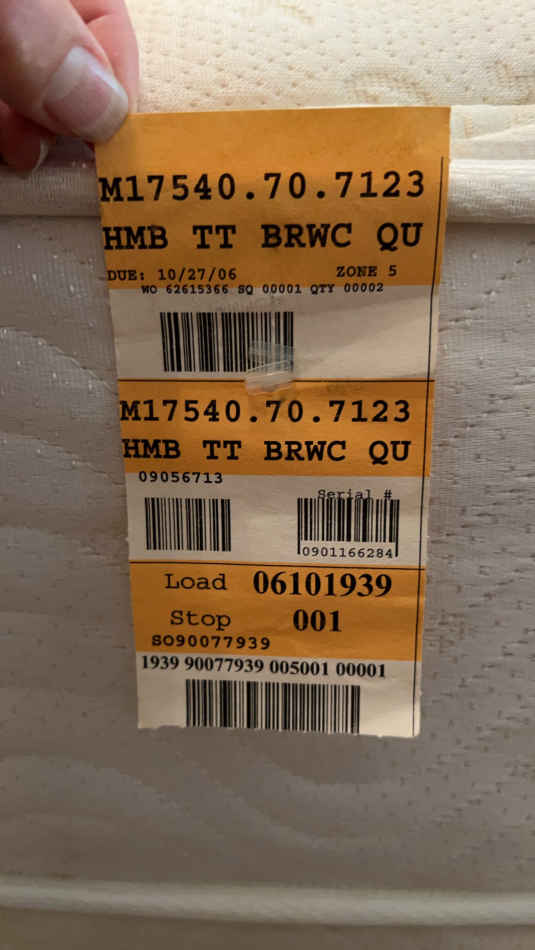 M17540.70.7123
HMB TT BRWC QU
DUE: 10/27/06 ZONE 5
WO 62615366 SQ 00001 QTY 00002
M17540.70.7123
HMB TT BRWC QU
09056713
Serial #
0901166284
Load 06101939
Stop 001
SO90077939
1939 90077939 005001 00001